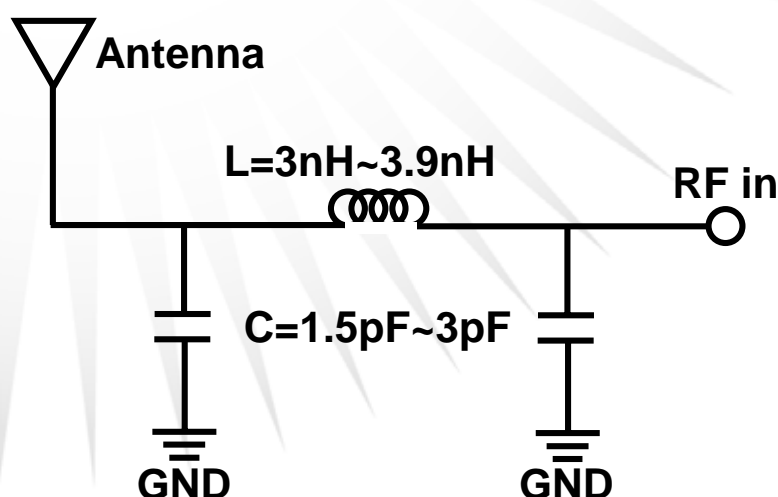 Antenna
L=3nH~3.9nH
RF in
C=1.5pF~3pF
GND
GND